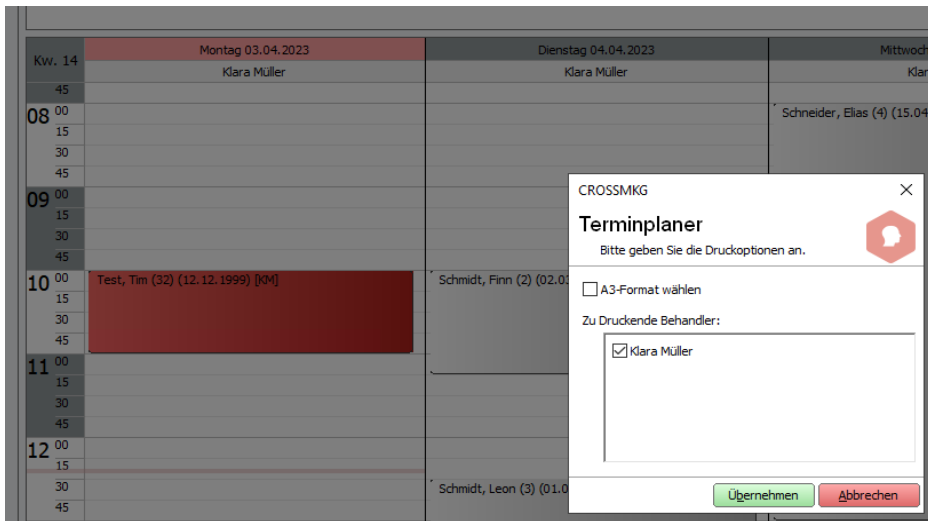 Kw. 14
Montag 03.04.2023
Dienstag 04.04.2023
Mittwoch
Klara Müller
Klara Müller
45
08 00
Schneider, Elias (4) (15.04
15
30
45
09 00
15
30
45
10 00
Test, Tim (32) (12.12.1999) [KM]
Schmidt, Finn (2) (02.0
15
30
45
11 00
15
30
45
12 00
15
30
Schmidt, Leon (3) (01.0
45
CROSSMKG
Terminplaner
Bitte geben Sie die Druckoptionen an.
A3-Format wählen
Zu Druckende Behandler:
Klara Müller
Übernehmen
Abbrechen